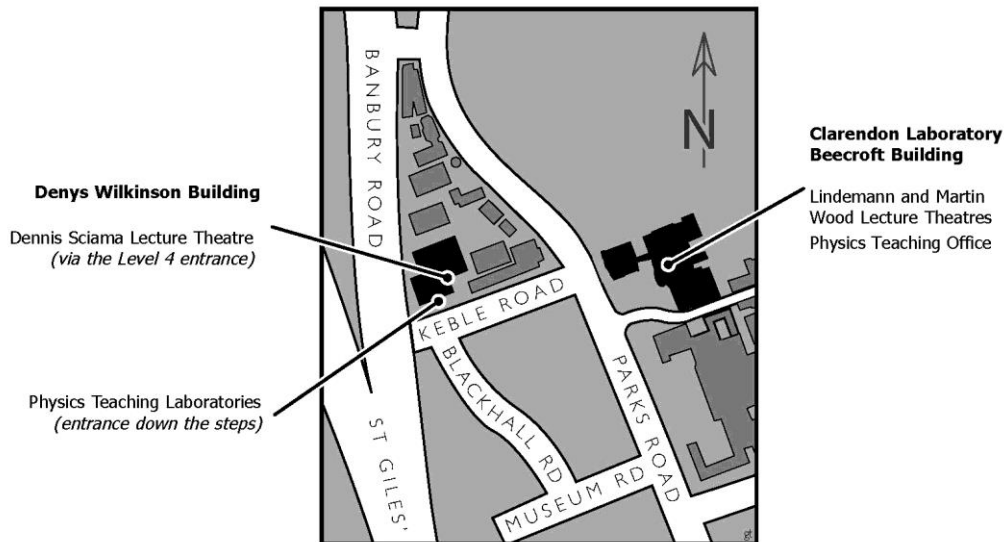 Denys Wilkinson Building
Dennis Sciama Lecture Theatre
(via the Level 4 entrance)
Physics Teaching Laboratories
(entrance down the steps)
BANBURY ROAD
ST GILES'
KEBLE ROAD
BLACKHALL RD
MUSEUM RD
PARKS ROAD
N
Clarendon Laboratory
Beecroft Building
Lindemann and Martin
Wood Lecture Theatres
Physics Teaching Office